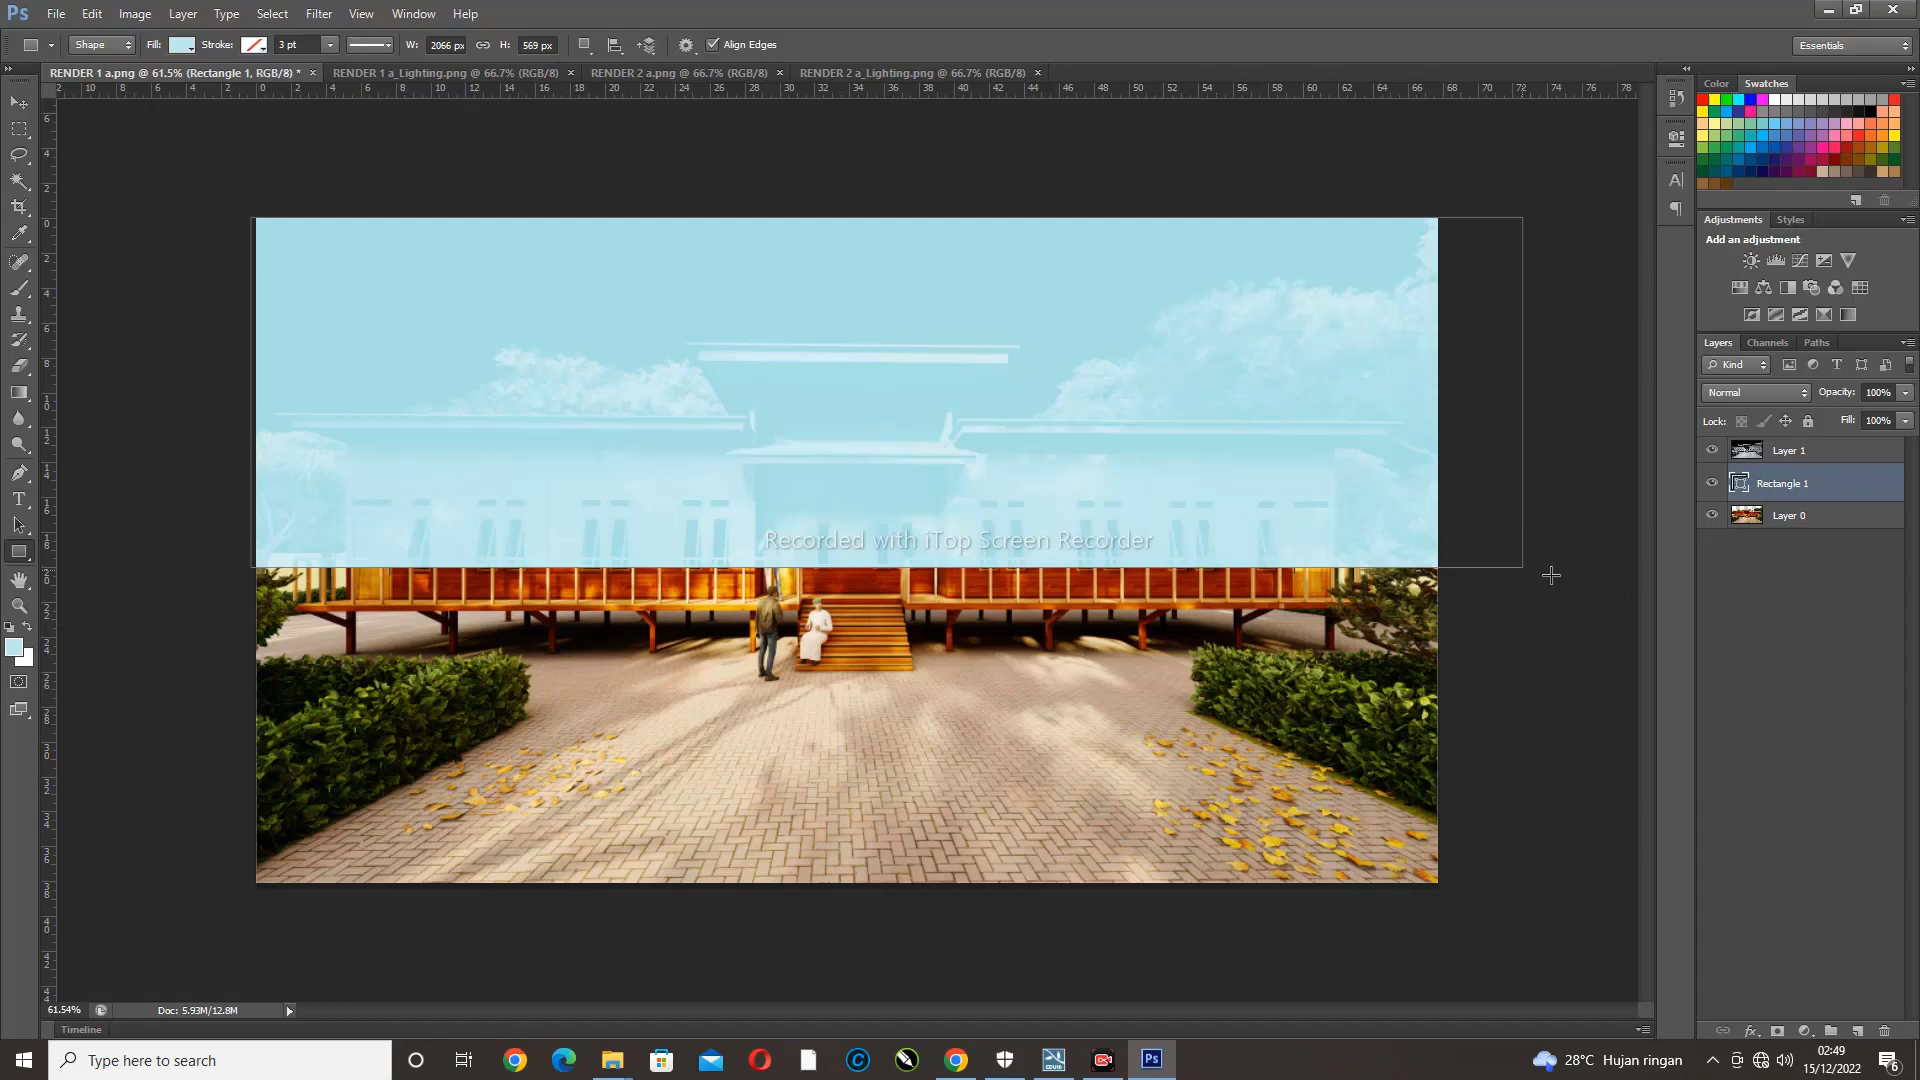 Ps File Edit Image Layer Type Select Filter View Window Help
Shape Fill: Stroke: 3 pt W: 2066 px H: 569 px Align Edges Essentials
RENDER 1 a.png @ 61.5% (Rectangle 1, RGB/8) * × RENDER 1 a_Lighting.png @ 66.7% (RGB/8) × RENDER 2 a.png @ 66.7% (RGB/8) × RENDER 2 a_Lighting.png @ 66.7% (RGB/8) ×
Color Swatches
Adjustments Styles
Add an adjustment
Layers Channels Paths
Kind
Normal Opacity: 100%
Lock: Fill: 100%
Layer 1
Rectangle 1
Layer 0
Recorded with iTop Screen Recorder
61.54% Doc: 5.93M/12.8M
Timeline
Type here to search
28°C Hujan ringan
02:49
15/12/2022
6